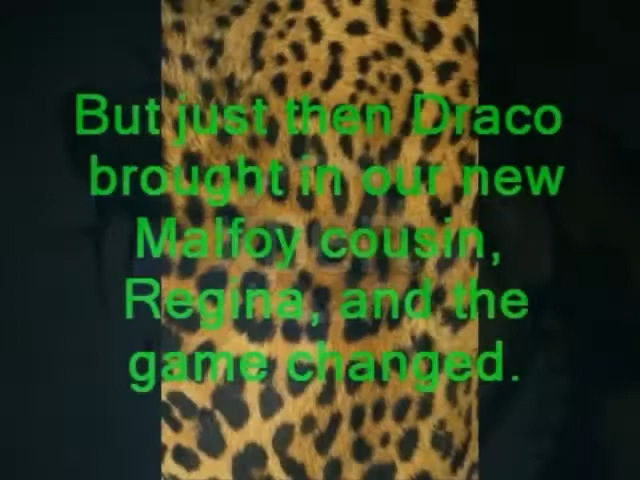 But just then Draco
brought in our new
Malfoy cousin,
Regina, and the
game changed.